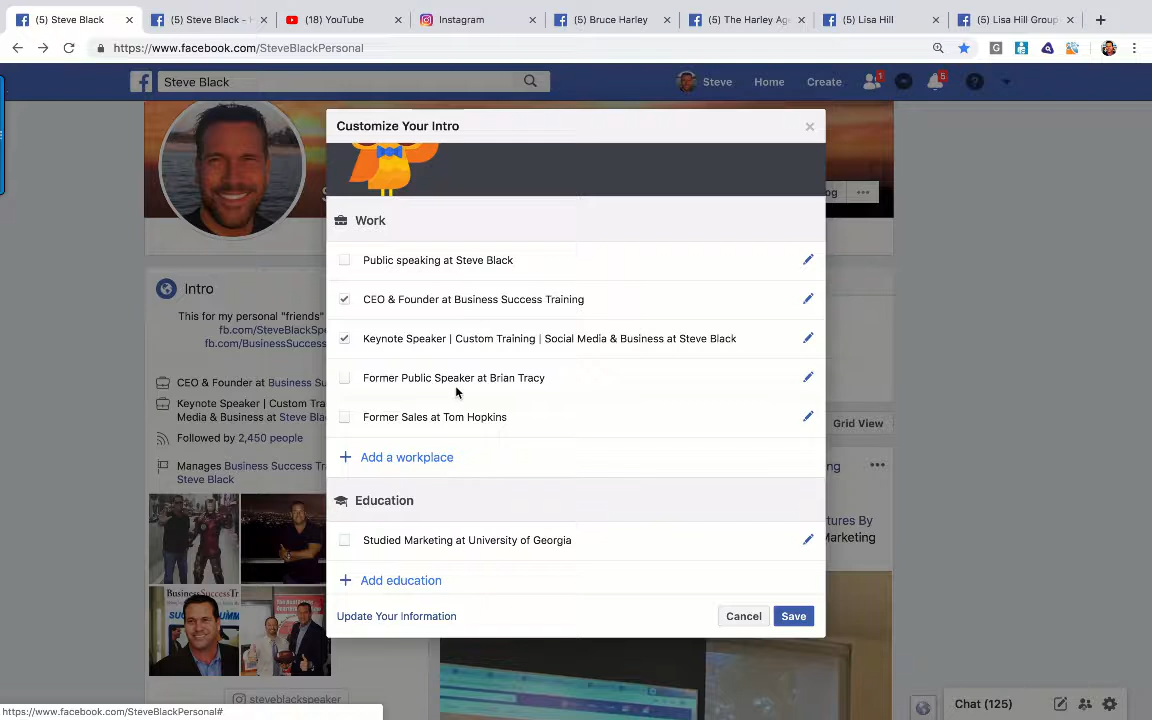 (5) Steve Black
(5) Steve Black - H
(18) YouTube
Instagram
(5) Bruce Harley
(5) The Harley Ag
(5) Lisa Hill
(5) Lisa Hill Group
https://www.facebook.com/SteveBlackPersonal
Steve Black
Steve
Home
Create
1
5
Customize Your Intro
og
Work
Public speaking at Steve Black
CEO & Founder at Business Success Training
Keynote Speaker | Custom Training | Social Media & Business at Steve Black
Former Public Speaker at Brian Tracy
Former Sales at Tom Hopkins
+ Add a workplace
Education
Studied Marketing at University of Georgia
+ Add education
Update Your Information
Cancel
Save
Intro
This for my personal "friends"
fb.com/SteveBlackSpe
fb.com/BusinessSucces
CEO & Founder at Business Su
Keynote Speaker | Custom Tra
Media & Business at Steve Blac
Followed by 2,450 people
Manages Business Success Tr
Steve Black
BusinessSuccessTr
SUMM
steveblackspeaker
Grid View
ng
tures By
Marketing
https://www.facebook.com/SteveBlackPersonal#
Chat (125)